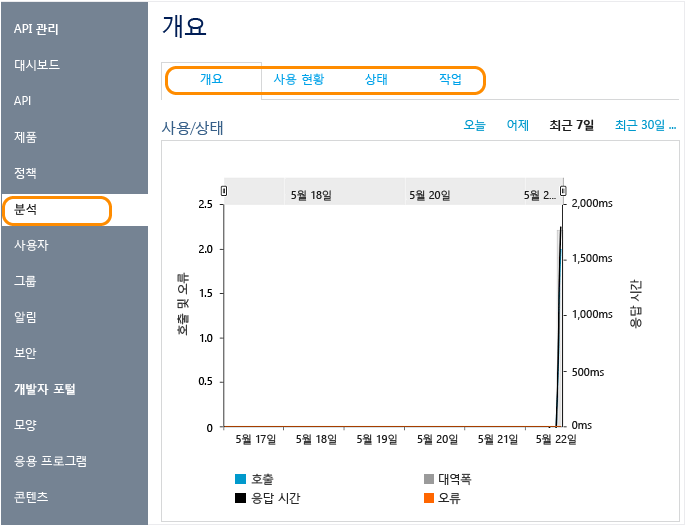 API 관리
대시보드
API
제품
정책
분석
사용자
그룹
알림
보안
개발자 포털
모양
응용 프로그램
콘텐츠
개요
개요 사용 현황 상태 작업
사용/상태
오늘 어제 최근 7일 최근 30일 ...
5월 18일 5월 20일 5월 2...
2.5
2.0
1.5
1.0
0.5
0
호출 및 오류
2,000ms
1,500ms
1,000ms
500ms
0ms
응답 시간
5월 17일 5월 18일 5월 19일 5월 20일 5월 21일 5월 22일
호출 대역폭
응답 시간 오류